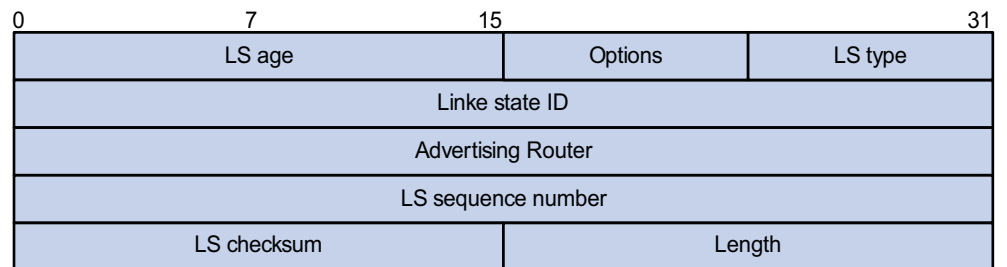 0 7 15 31
LS age Options LS type
Linke state ID
Advertising Router
LS sequence number
LS checksum Length